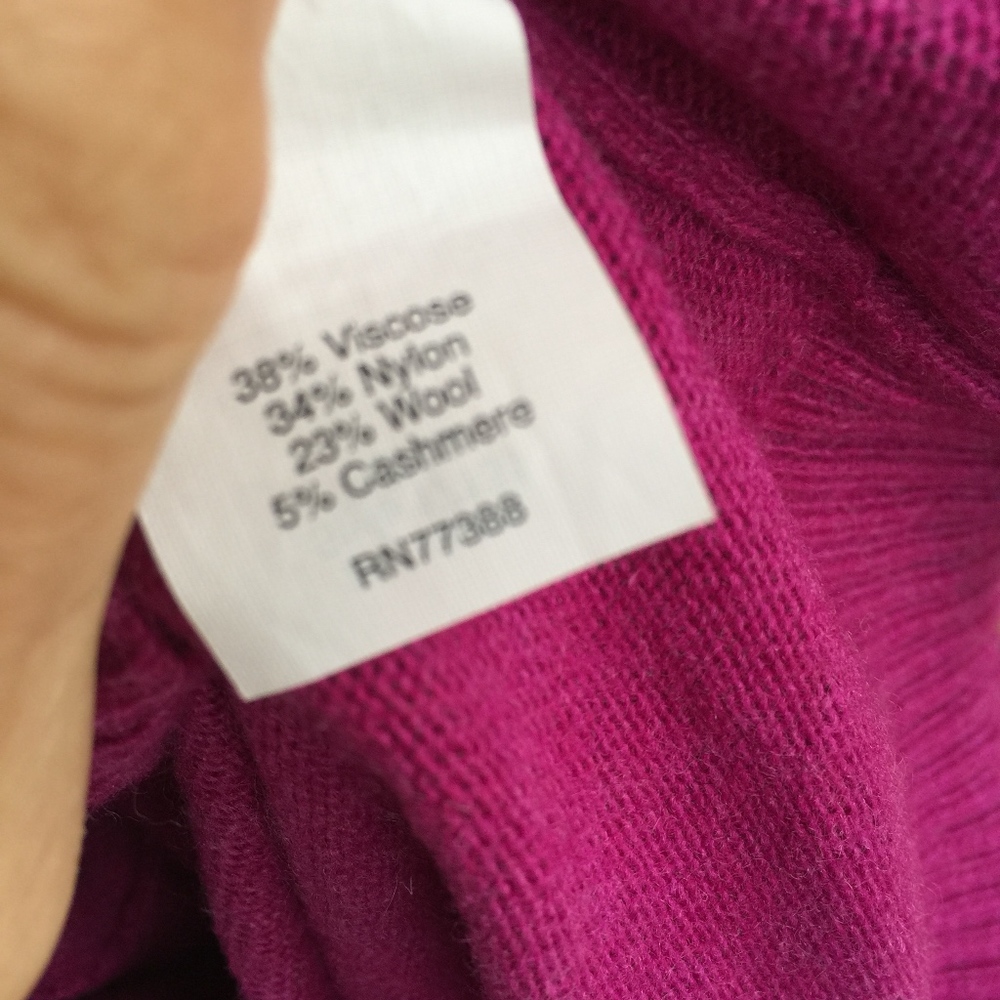 38% Viscose
34% Nylon
23% Wool
5% Cashmere
RN77388